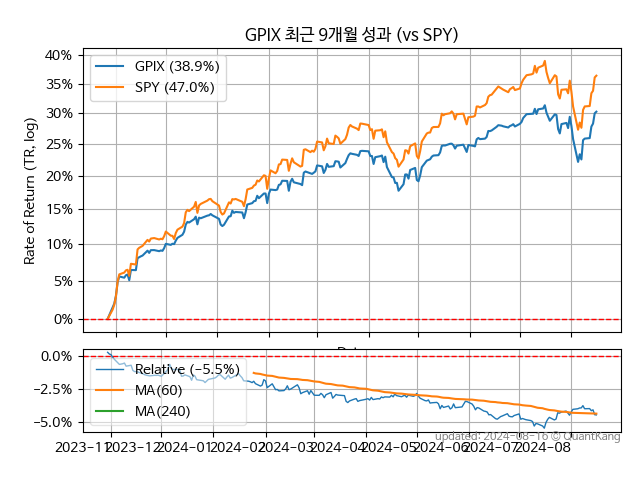 GPIX 최근 9개월 성과 (vs SPY)
Rate of Return (TR, log)
40%
35%
30%
25%
20%
15%
10%
5%
0%
GPIX (38.9%)
SPY (47.0%)
0.0%
−2.5%
−5.0%
Relative (−5.5%)
MA(60)
MA(240)
2023−11
2023−12
2024−01
2024−02
2024−03
2024−04
2024−05
2024−06
2024−07
2024−08
updated: 2024−08−16 © QuantKang